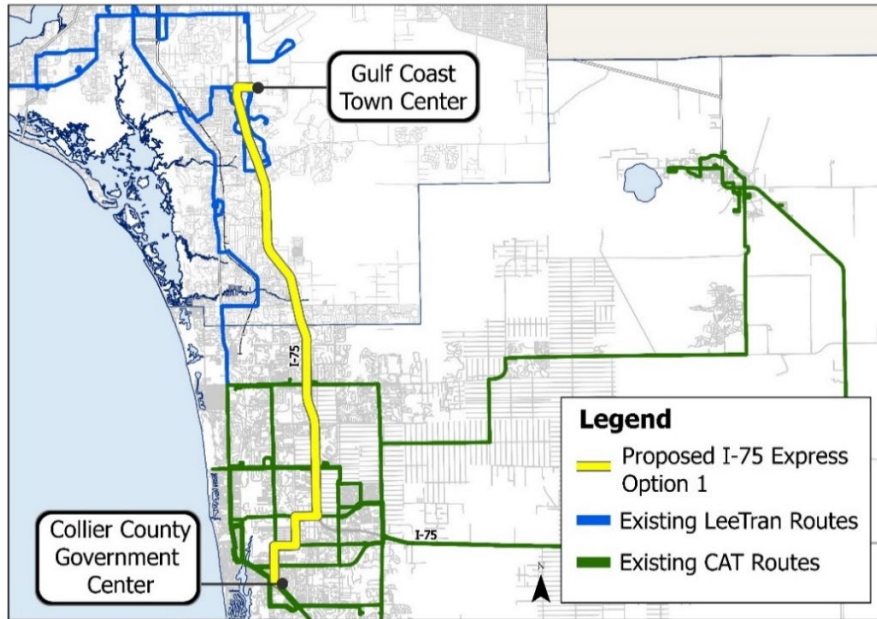 Gulf Coast
Town Center
I-75
Collier County
Government
Center
I-75
N
Legend
Proposed I-75 Express
Option 1
Existing LeeTran Routes
Existing CAT Routes